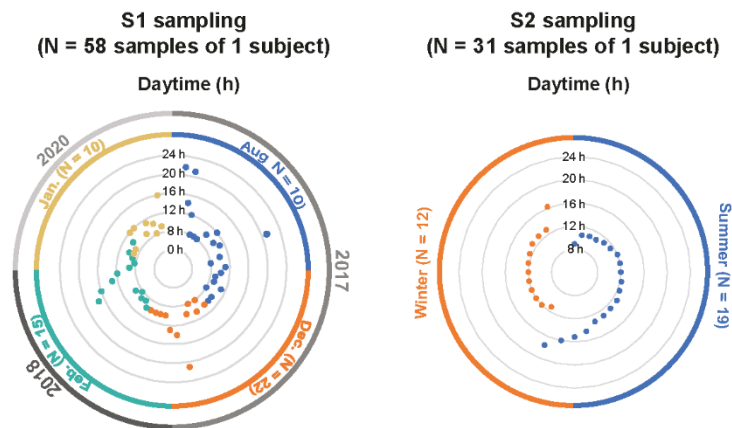 S1 sampling
(N = 58 samples of 1 subject)
Daytime (h)
2020
Jan. (N = 10)
Aug N = 10)
24 h
20 h
16 h
12 h
8 h
0 h
2017
Feb. (N = 15)
Dec. (N = 22)
2018
S2 sampling
(N = 31 samples of 1 subject)
Daytime (h)
24 h
20 h
16 h
12 h
8 h
Winter (N = 12)
Summer (N = 19)